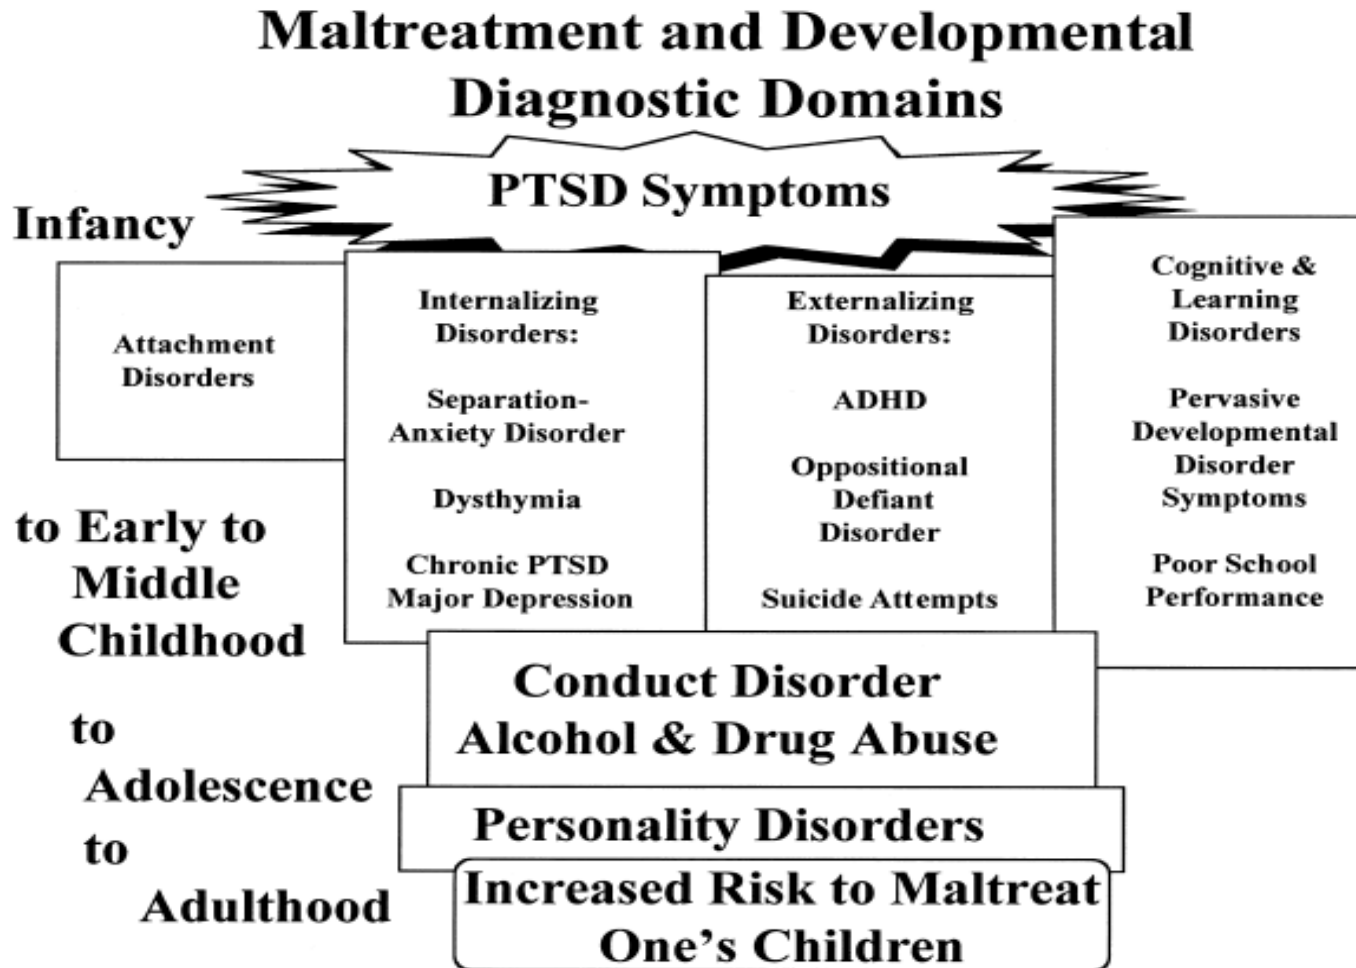 Maltreatment and Developmental
Diagnostic Domains
PTSD Symptoms
Infancy
Attachment
Disorders
Internalizing
Disorders:
Separation-
Anxiety Disorder
Dysthymia
Chronic PTSD
Major Depression
Externalizing
Disorders:
ADHD
Oppositional
Defiant
Disorder
Suicide Attempts
Cognitive &
Learning
Disorders
Pervasive
Developmental
Disorder
Symptoms
Poor School
Performance
to Early to
Middle
Childhood
to
Adolescence
to
Adulthood
Conduct Disorder
Alcohol & Drug Abuse
Personality Disorders
Increased Risk to Maltreat
One's Children